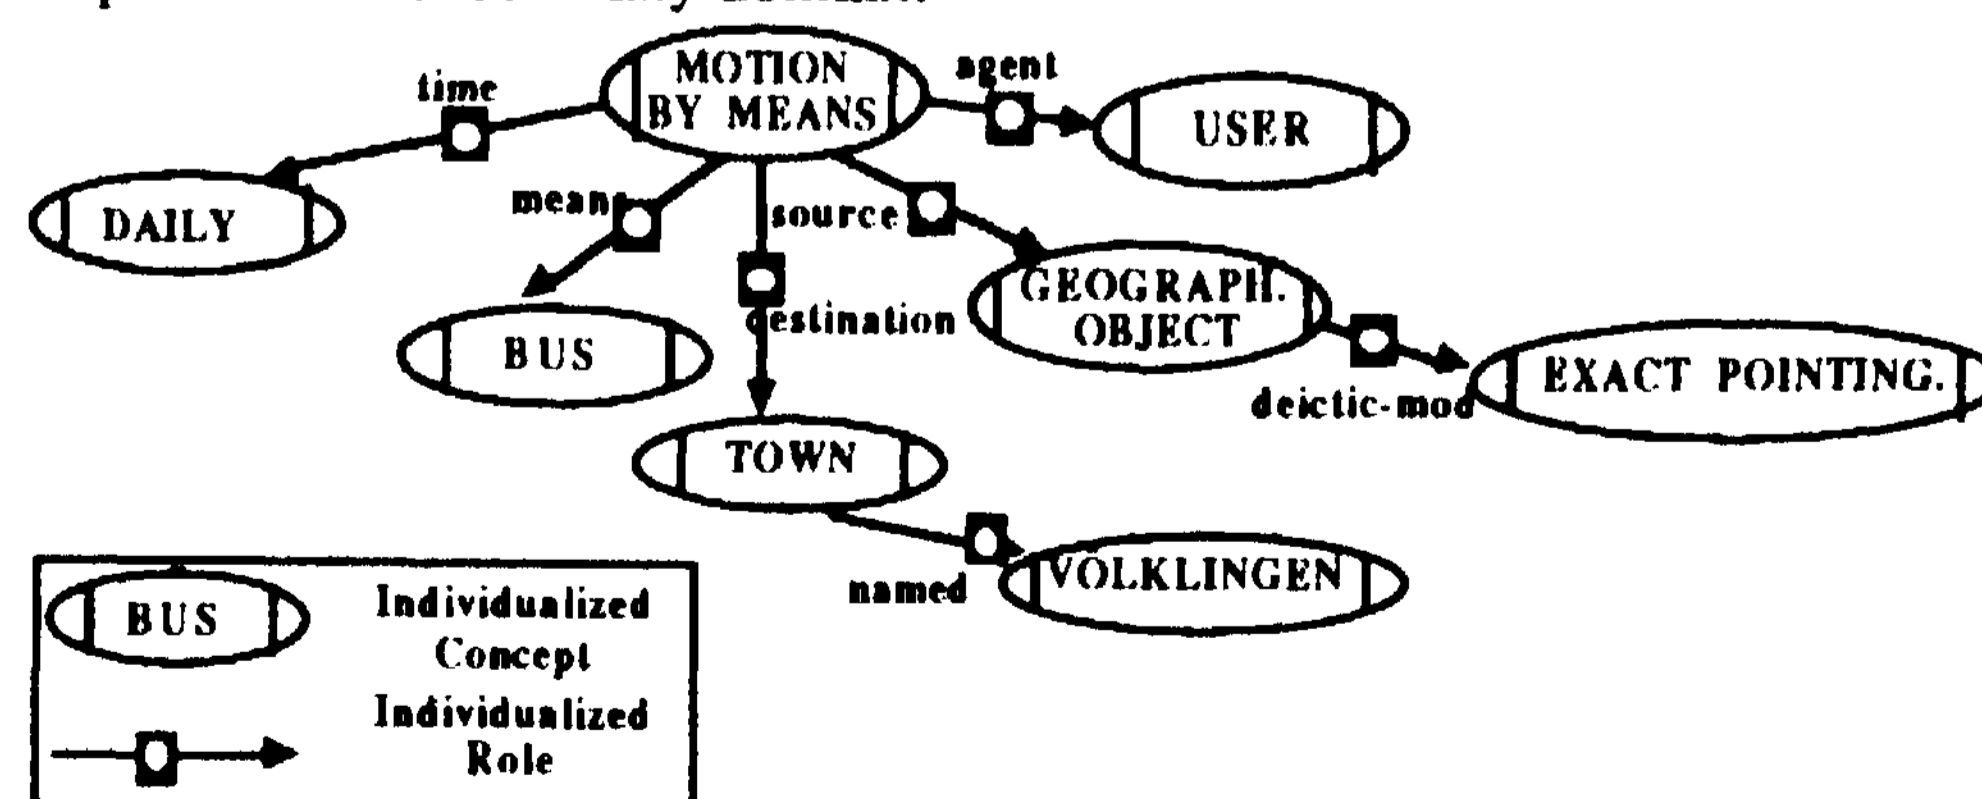 MOTION
BY MEANS
time
agent
USER
DAILY
means
source
destination
GEOGRAPH.
OBJECT
BUS
EXACT POINTING.
deictic-mod
TOWN
named
VOLKLINGEN
BUS
Individualized
Concept
Individualized
Role